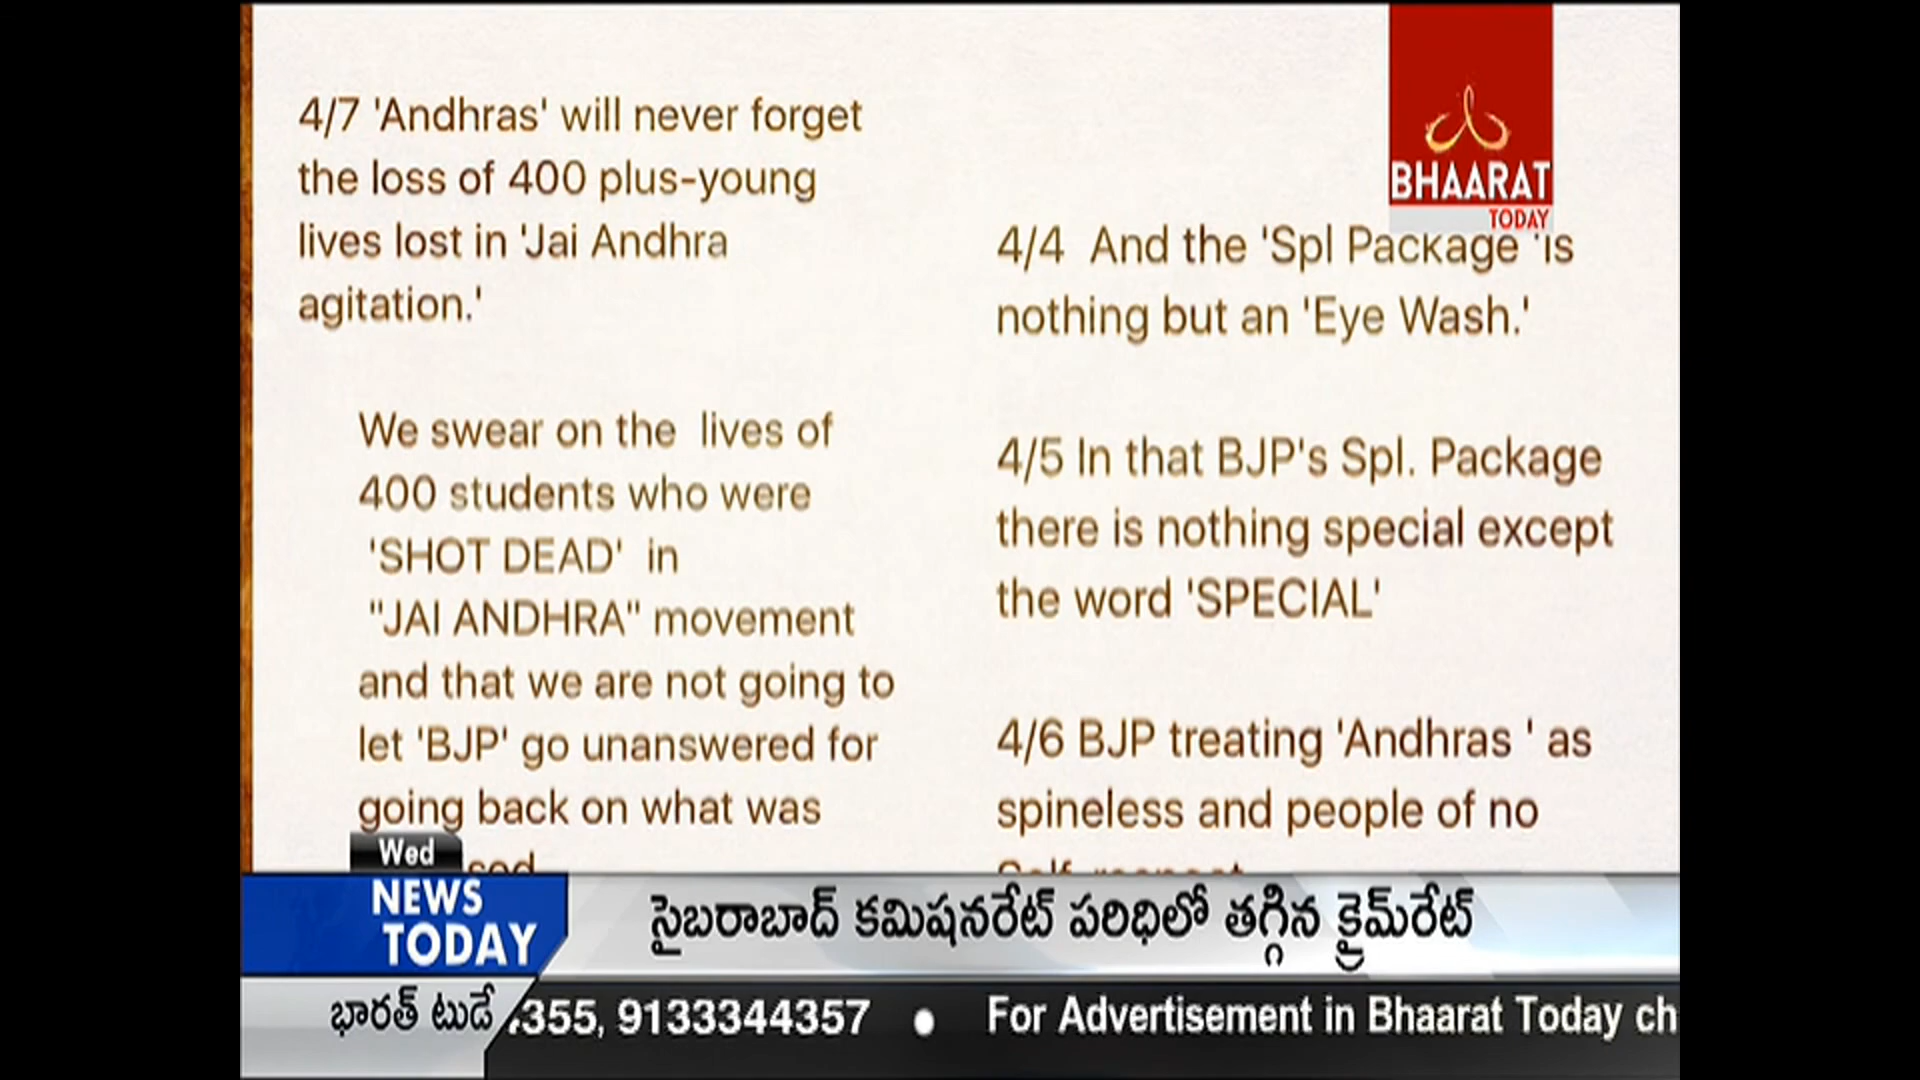 4/7 'Andhras' will never forget
the loss of 400 plus-young
lives lost in 'Jai Andhra
agitation.'
We swear on the lives of
400 students who were
'SHOT DEAD' in
"JAI ANDHRA" movement
and that we are not going to
let 'BJP' go unanswered for
going back on what was
BHAARAT
TODAY
4/4 And the 'Spl Package 'is
nothing but an 'Eye Wash.'
4/5 In that BJP's Spl. Package
there is nothing special except
the word 'SPECIAL'
4/6 BJP treating 'Andhras ' as
spineless and people of no
Self-respect
Wed
NEWS
TODAY
సైబరాబాద్ కమిషనరేట్ పరిధిలో తగ్గిన క్రైమ్‌రేట్
భారత్ టుడే
355, 9133344357 • For Advertisement in Bhaarat Today ch